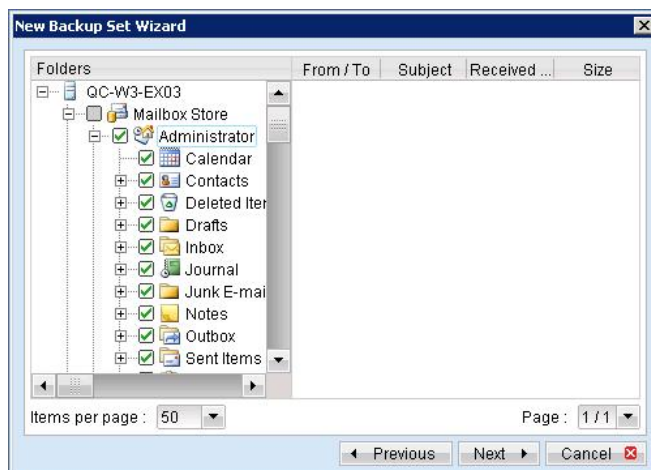 New Backup Set Wizard
Folders From / To Subject Received ... Size
QC-W3-EX03
Mailbox Store
Administrator
Calendar
Contacts
Deleted Iter
Drafts
Inbox
Journal
Junk E-mai
Notes
Outbox
Sent Items
Items per page : 50 Page : 1 / 1
Previous Next Cancel